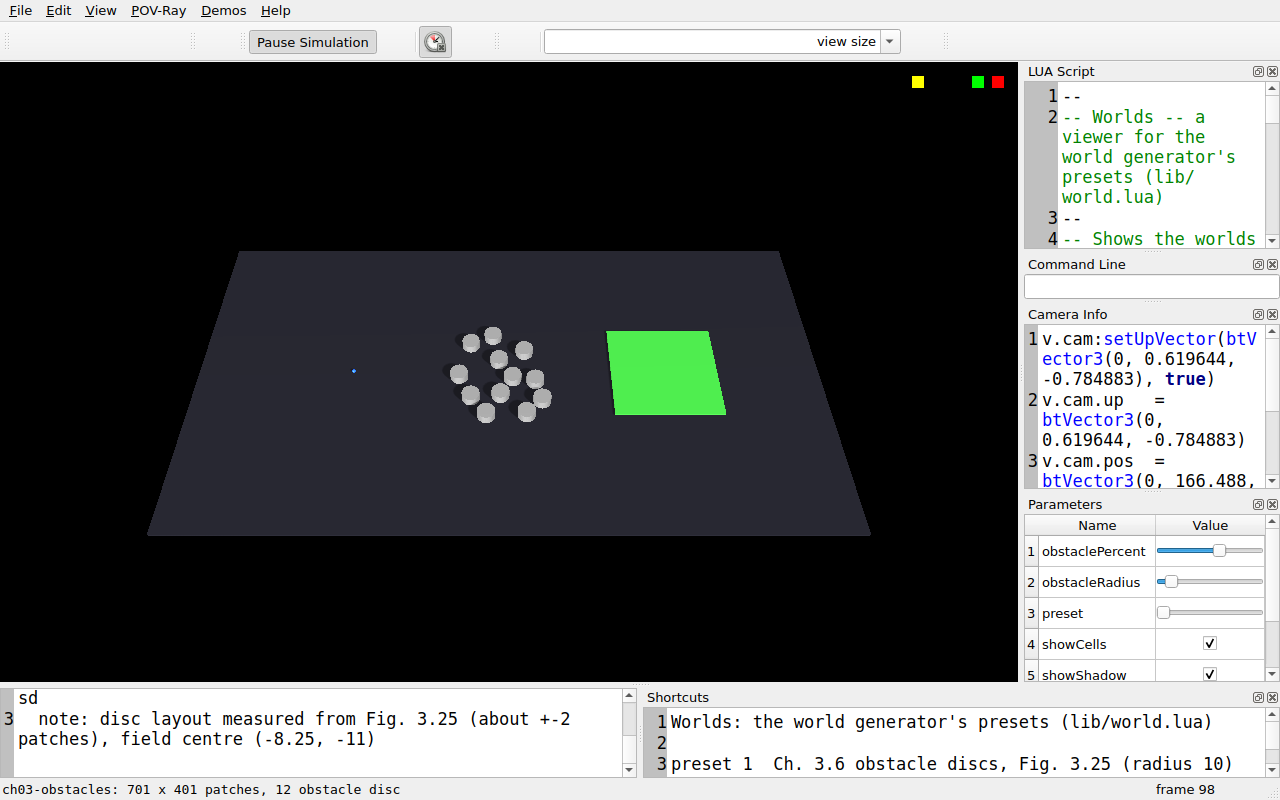 File Edit View POV-Ray Demos Help
Pause Simulation
view size
LUA Script
1 --
2 -- Worlds -- a
viewer for the
world generator's
presets (lib/
world.lua)
3 --
4 -- Shows the worlds
Command Line
Camera Info
1 v.cam:setUpVector(btV
ector3(0, 0.619644,
-0.784883), true)
2 v.cam.up   =
btVector3(0,
0.619644, -0.784883)
3 v.cam.pos  =
btVector3(0, 166.488,
Parameters
Name Value
1 obstaclePercent
2 obstacleRadius
3 preset
4 showCells
5 showShadow
sd
3   note: disc layout measured from Fig. 3.25 (about +-2
patches), field centre (-8.25, -11)
Shortcuts
1 Worlds: the world generator's presets (lib/world.lua)
2
3 preset 1  Ch. 3.6 obstacle discs, Fig. 3.25 (radius 10)
ch03-obstacles: 701 x 401 patches, 12 obstacle disc
frame 98